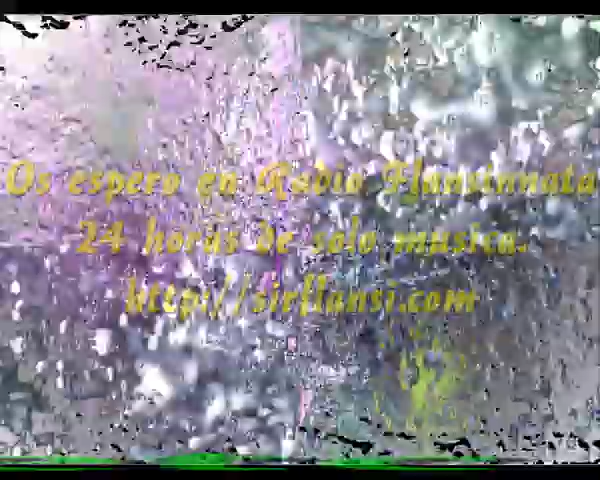 Os espero en Radio Flansinnata
24 horas de solo musica.
http://sirflansi.com